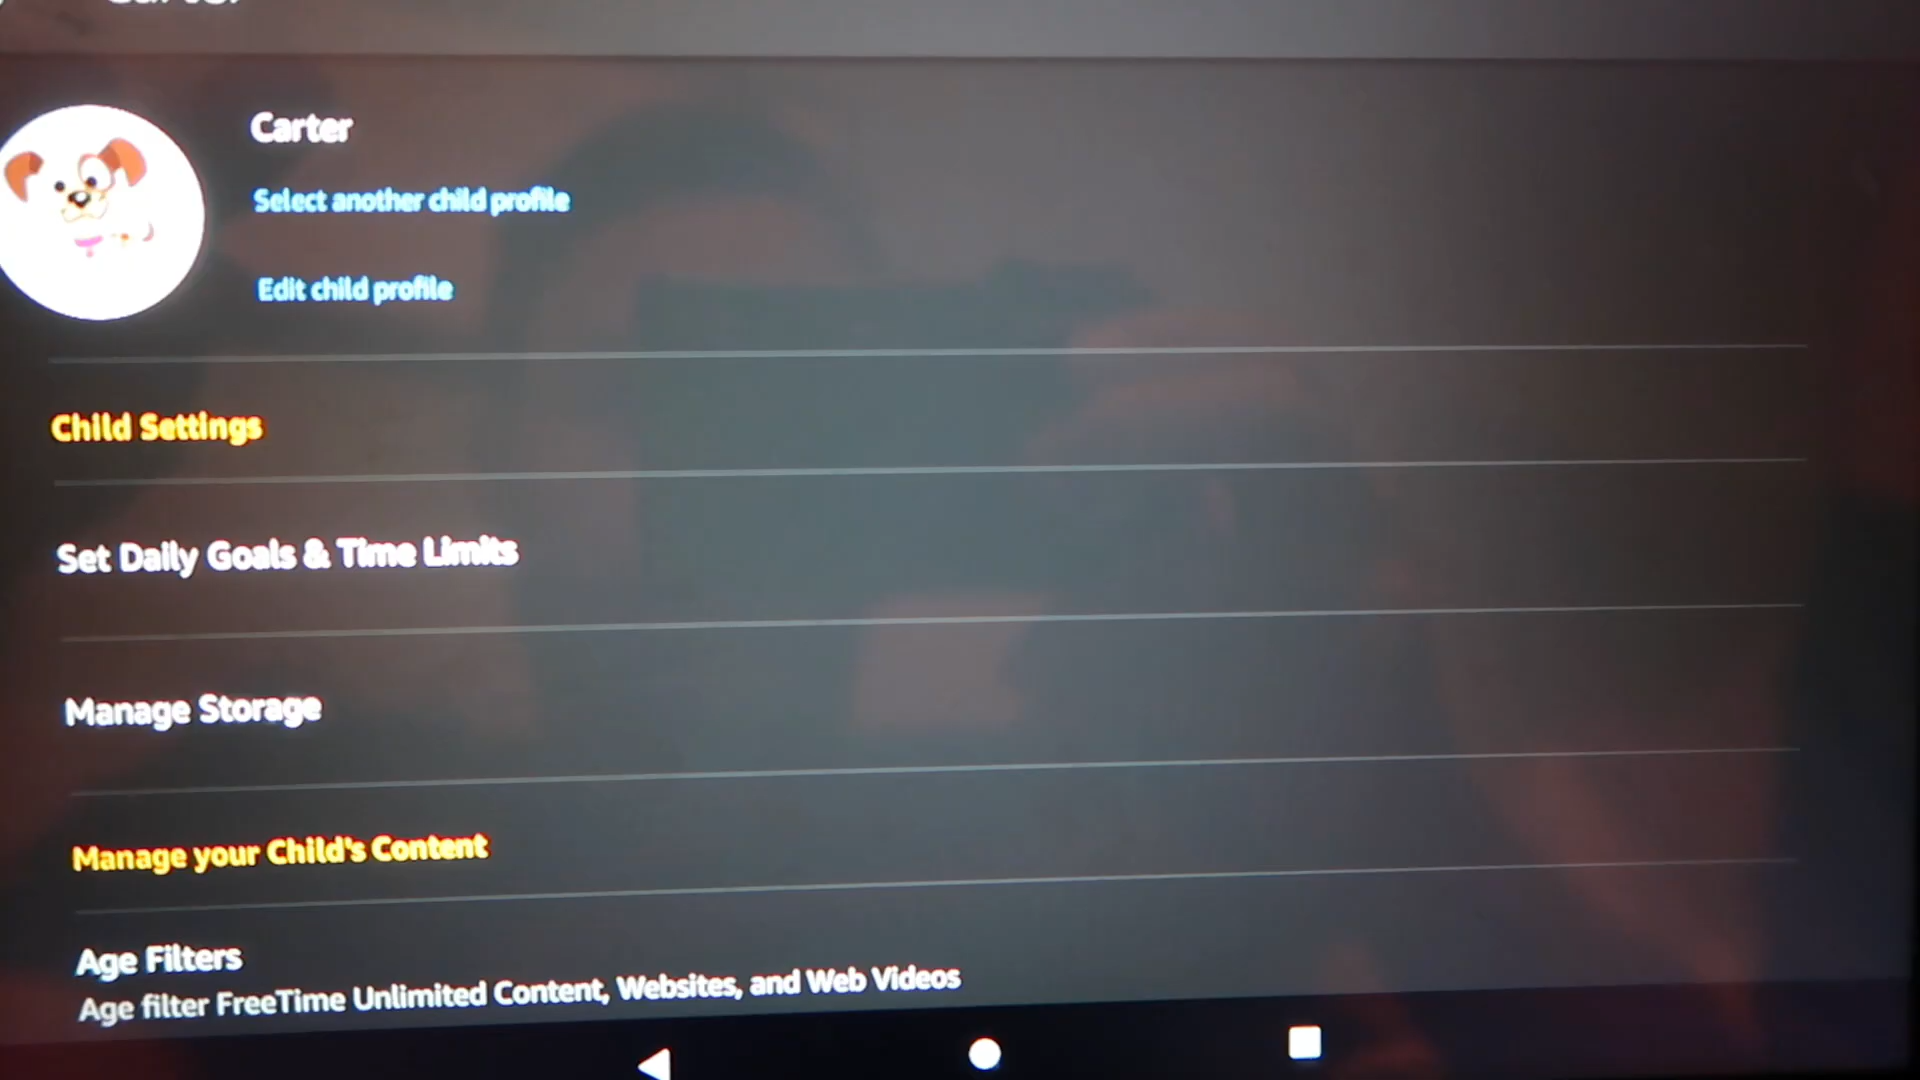 Carter
Select another child profile
Edit child profile
Child Settings
Set Daily Goals & Time Limits
Manage Storage
Manage your Child's Content
Age Filters
Age filter FreeTime Unlimited Content, Websites, and Web Videos